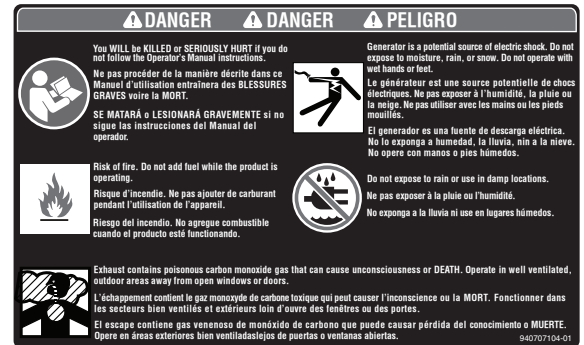 DANGER DANGER PELIGRO
You WILL be KILLED or SERIOUSLY HURT if you do
not follow the Operator's Manual instructions.
Ne pas procéder de la manière décrite dans ce
Manuel d'utilisation entraînera des BLESSURES
GRAVES voire la MORT.
SE MATARÁ o LESIONARÁ GRAVEMENTE si no
sigue las instrucciones del Manual del
operador.
Generator is a potential source of electric shock. Do not
expose to moisture, rain, or snow. Do not operate with
wet hands or feet.
Le générateur est une source potentielle de chocs
électriques. Ne pas exposer à l'humidité, la pluie ou
la neige. Ne pas utiliser avec les mains ou les pieds
mouillés.
El generador es una fuente de descarga eléctrica.
No lo exponga a humedad, la lluvia, nin a la nieve.
No opere con manos o pies húmedos.
Risk of fire. Do not add fuel while the product is
operating.
Risque d'incendie. Ne pas ajouter de carburant
pendant l'utilisation de l'appareil.
Riesgo del incendio. No agregue combustible
cuando el producto esté functionando.
Do not expose to rain or use in damp locations.
Ne pas exposer à la pluie ou l'humidité.
No exponga a la lluvia ni use en lugares húmedos.
Exhaust contains poisonous carbon monoxide gas that can cause unconsciousness or DEATH. Operate in well ventilated,
outdoor areas away from open windows or doors.
L'échappement contient le gaz monoxyde de carbone toxique qui peut causer l'inconscience ou la MORT. Fonctionner dans
les secteurs bien ventilés et extérieurs loin d'ouvre des fenêtres ou des portes.
El escape contiene gas venenoso de monóxido de carbono que puede causar pérdida del conocimiento o MUERTE.
Opere en áreas exteriores bien ventiladaslejos de puertas o ventanas abiertas.
940707104-01